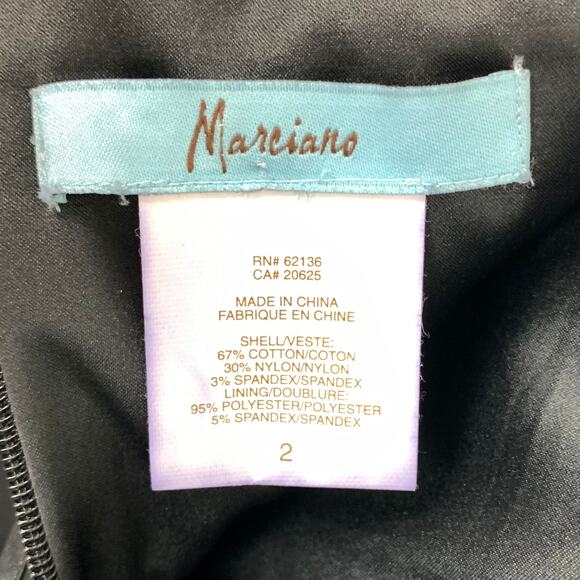 Marciano
RN# 62136
CA# 20625
MADE IN CHINA
FABRIQUE EN CHINE
SHELL/VESTE:
67% COTTON/COTON
30% NYLON/NYLON
3% SPANDEX/SPANDEX
LINING/DOUBLURE:
95% POLYESTER/POLYESTER
5% SPANDEX/SPANDEX
2